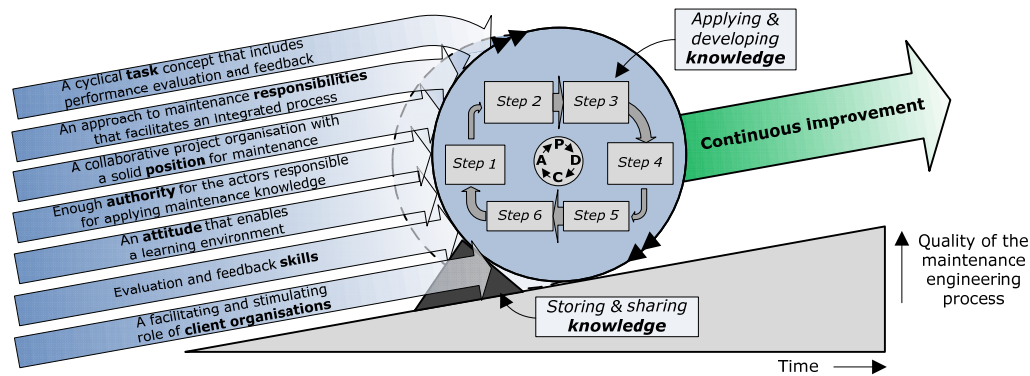 A cyclical task concept that includes
performance evaluation and feedback
An approach to maintenance responsibilities
that facilitates an Integrated process
A collaborative project organisation with
a solid position for maintenance
Enough authority for the actors responsible
for applying maintenance knowledge
An attitude that enables
a learning environment
Evaluation and feedback skills
A facilitating and stimulating
role of client organisations
Applying &
developing
knowledge
Step 2
Step 3
Step 1
Step 4
Step 6
Step 5
P
A D
C
Continuous improvement
Storing & sharing
knowledge
Quality of the
maintenance
engineering
process
Time